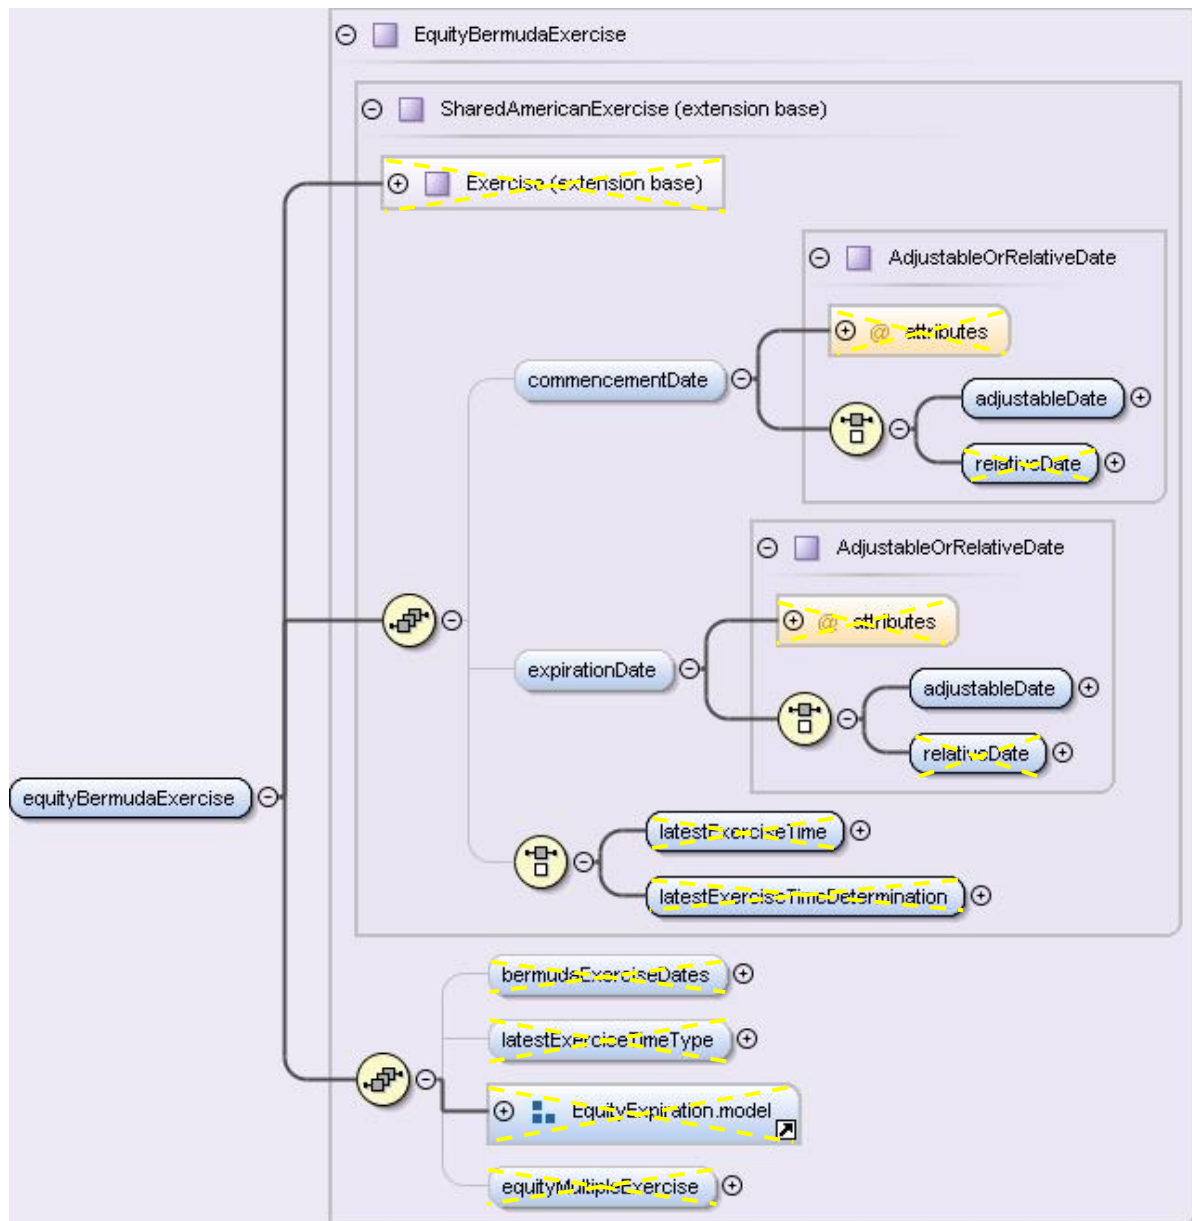 EquityBermudaExercise
SharedAmericanExercise (extension base)
Exercise (extension base)
AdjustableOrRelativeDate
@ attributes
commencementDate
adjustableDate
relativeDate
AdjustableOrRelativeDate
@ attributes
expirationDate
adjustableDate
relativeDate
equityBermudaExercise
latestExerciseTime
latestExerciseTimeDetermination
bermudaExerciseDates
latestExerciseTimeType
EquityExpiration.model
equityMultipleExercise